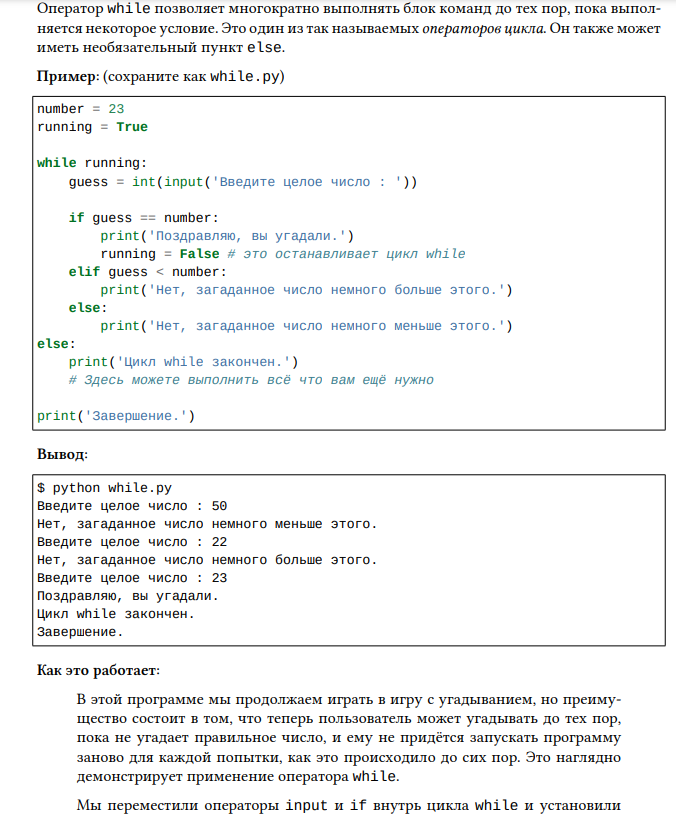 Оператор while позволяет многократно выполнять блок команд до тех пор, пока выпол-
няется некоторое условие. Это один из так называемых операторов цикла. Он также может
иметь необязательный пункт else.
Пример: (сохраните как while.py)
number = 23
running = True
while running:
    guess = int(input('Введите целое число : '))
    if guess == number:
        print('Поздравляю, вы угадали.')
        running = False # это останавливает цикл while
    elif guess < number:
        print('Нет, загаданное число немного больше этого.')
    else:
        print('Нет, загаданное число немного меньше этого.')
else:
    print('Цикл while закончен.')
    # Здесь можете выполнить всё что вам ещё нужно
print('Завершение.')
Вывод:
$ python while.py
Введите целое число : 50
Нет, загаданное число немного меньше этого.
Введите целое число : 22
Нет, загаданное число немного больше этого.
Введите целое число : 23
Поздравляю, вы угадали.
Цикл while закончен.
Завершение.
Как это работает:
В этой программе мы продолжаем играть в игру с угадыванием, но преиму-
щество состоит в том, что теперь пользователь может угадывать до тех пор,
пока не угадает правильное число, и ему не придётся запускать программу
заново для каждой попытки, как это происходило до сих пор. Это наглядно
демонстрирует применение оператора while.
Мы переместили операторы input и if внутрь цикла while и установили